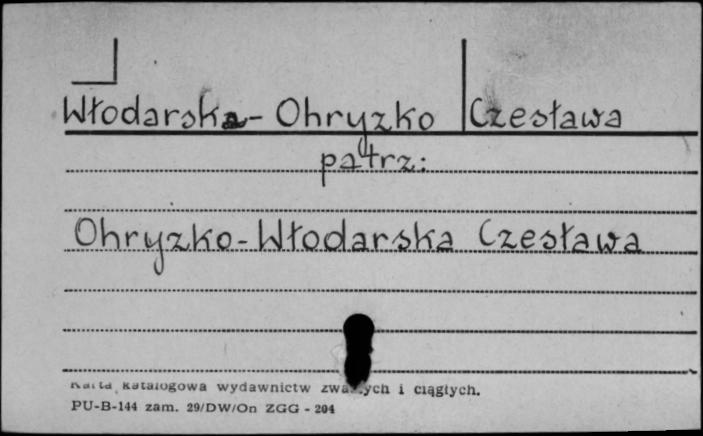 Włodarska - Ohryzko Czesława
patrz:
Ohryzko - Włodarska Czesława
Karta katalogowa wydawnictw zwartych i ciągłych.
PU-B-144 zam. 29/DW/On ZGG - 204